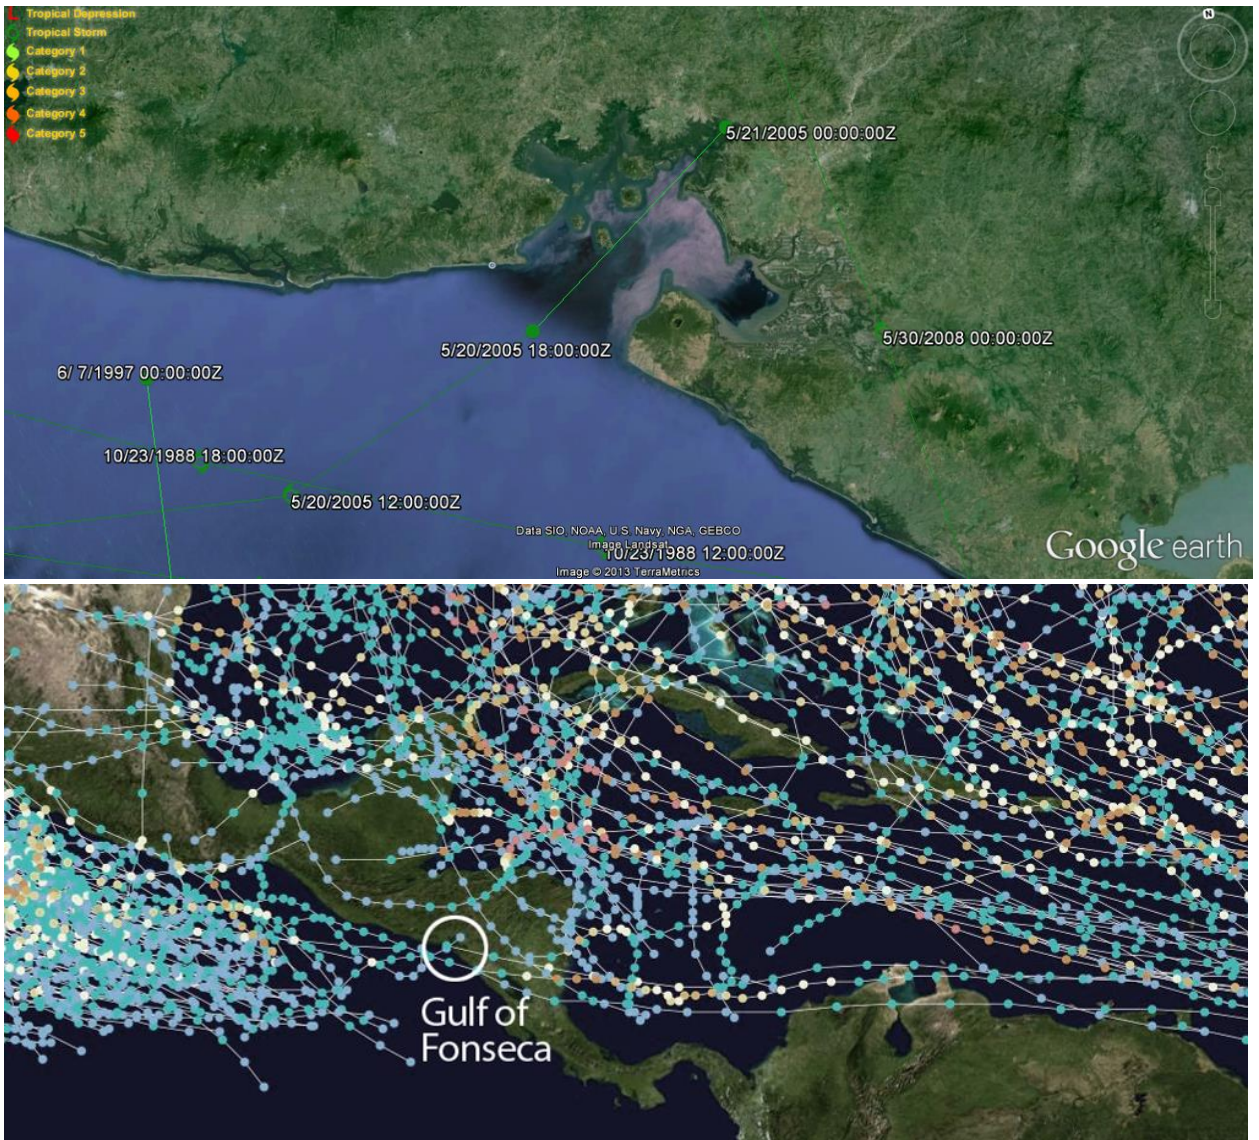 L Tropical Depression
Tropical Storm
Category 1
Category 2
Category 3
Category 4
Category 5
N
5/21/2005 00:00:00Z
5/30/2008 00:00:00Z
5/20/2005 18:00:00Z
6/ 7/1997 00:00:00Z
10/23/1988 18:00:00Z
5/20/2005 12:00:00Z
Data SIO, NOAA, U.S. Navy, NGA, GEBCO
Image Landsat
10/23/1988 12:00:00Z
Image © 2013 TerraMetrics
Google earth
Gulf of
Fonseca